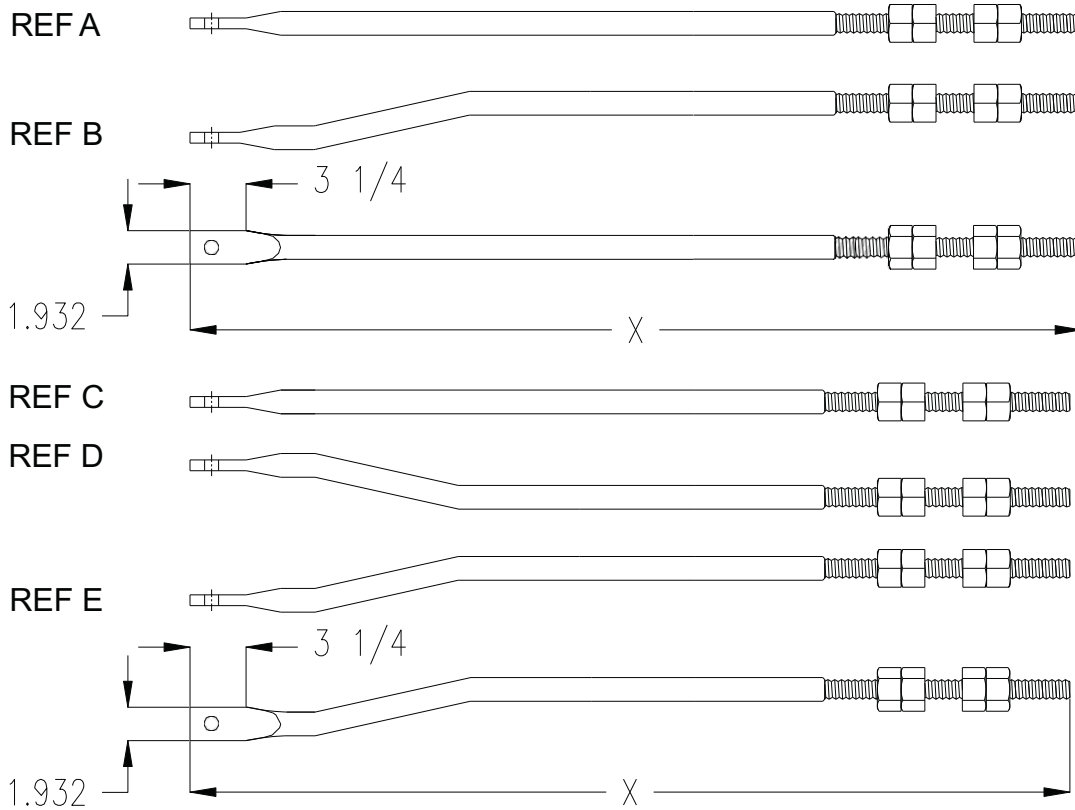 REF A
REF B
3 1/4
1.932
X
REF C
REF D
REF E
3 1/4
1.932
X